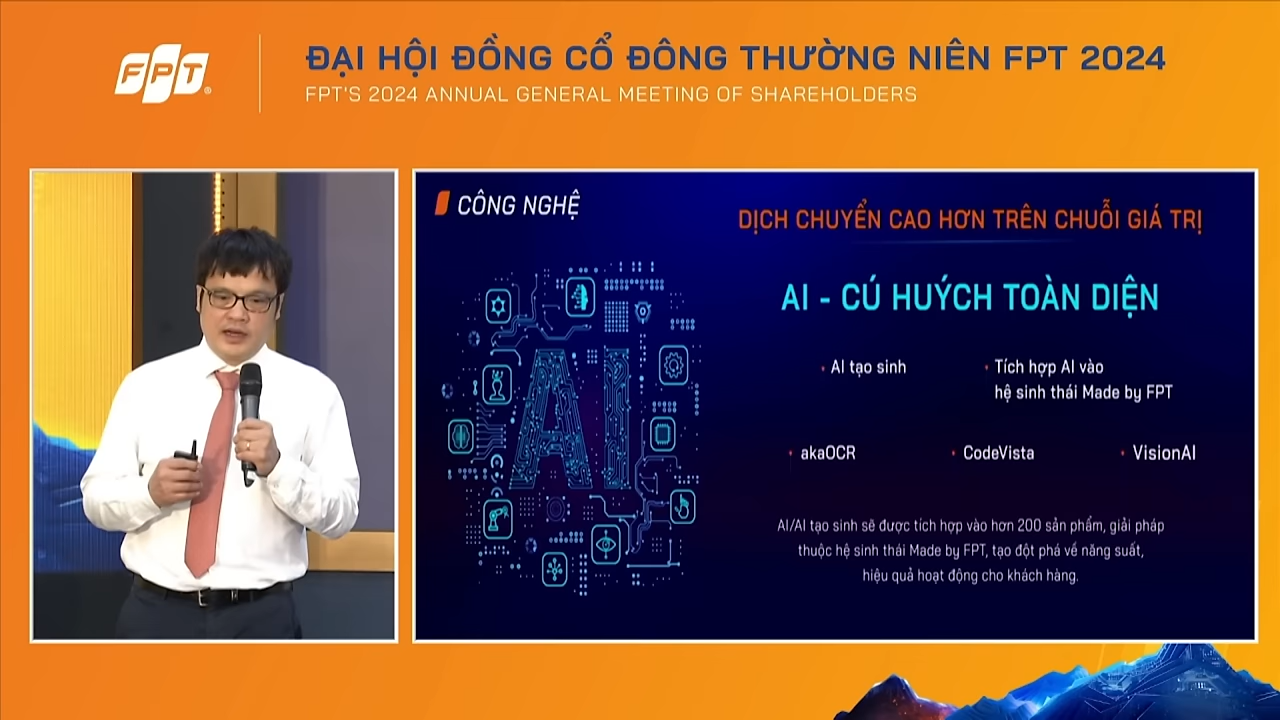 FPT®
ĐẠI HỘI ĐỒNG CỔ ĐÔNG THƯỜNG NIÊN FPT 2024
FPT'S 2024 ANNUAL GENERAL MEETING OF SHAREHOLDERS
CÔNG NGHỆ
DỊCH CHUYỂN CAO HƠN TRÊN CHUỖI GIÁ TRỊ
AI - CÚ HUÝCH TOÀN DIỆN
AI tạo sinh
Tích hợp AI vào
hệ sinh thái Made by FPT
akaOCR
CodeVista
VisionAI
AI
AI/AI tạo sinh sẽ được tích hợp vào hơn 200 sản phẩm, giải pháp
thuộc hệ sinh thái Made by FPT, tạo đột phá về năng suất,
hiệu quả hoạt động cho khách hàng.